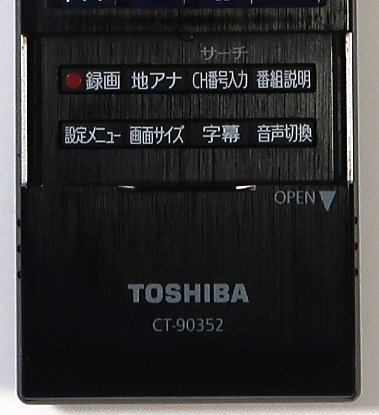 サーチ
録画 地アナ CH番号入力 番組説明
設定メニュー 画面サイズ 字幕 音声切換
OPEN▼
TOSHIBA
CT-90352